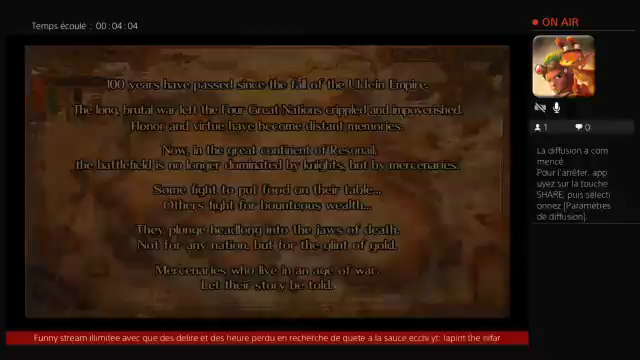 Temps écoulé : 00:04:04
100 years have passed since the fall of the Uldein Empire.
The long, brutal war left the Four Great Nations crippled and impoverished.
Honor and virtue have become distant memories.
Now, in the great continent of Resonail,
the battlefield is no longer dominated by knights, but by mercenaries.
Some fight to put food on their table...
Others fight for bounteous wealth...
They plunge headlong into the jaws of death.
Not for any nation, but for the glint of gold.
Mercenaries who live in an age of war.
Let their story be told.
Funny stream illimitee avec que des delire et des heure perdu en recherche de quete a la sauce ecchi yt: lapint the nifar
ON AIR
1
0
La diffusion a com
mencé.
Pour l'arrêter, app
uyez sur la touche
SHARE, puis sélecti
onnez [Paramètres
de diffusion].